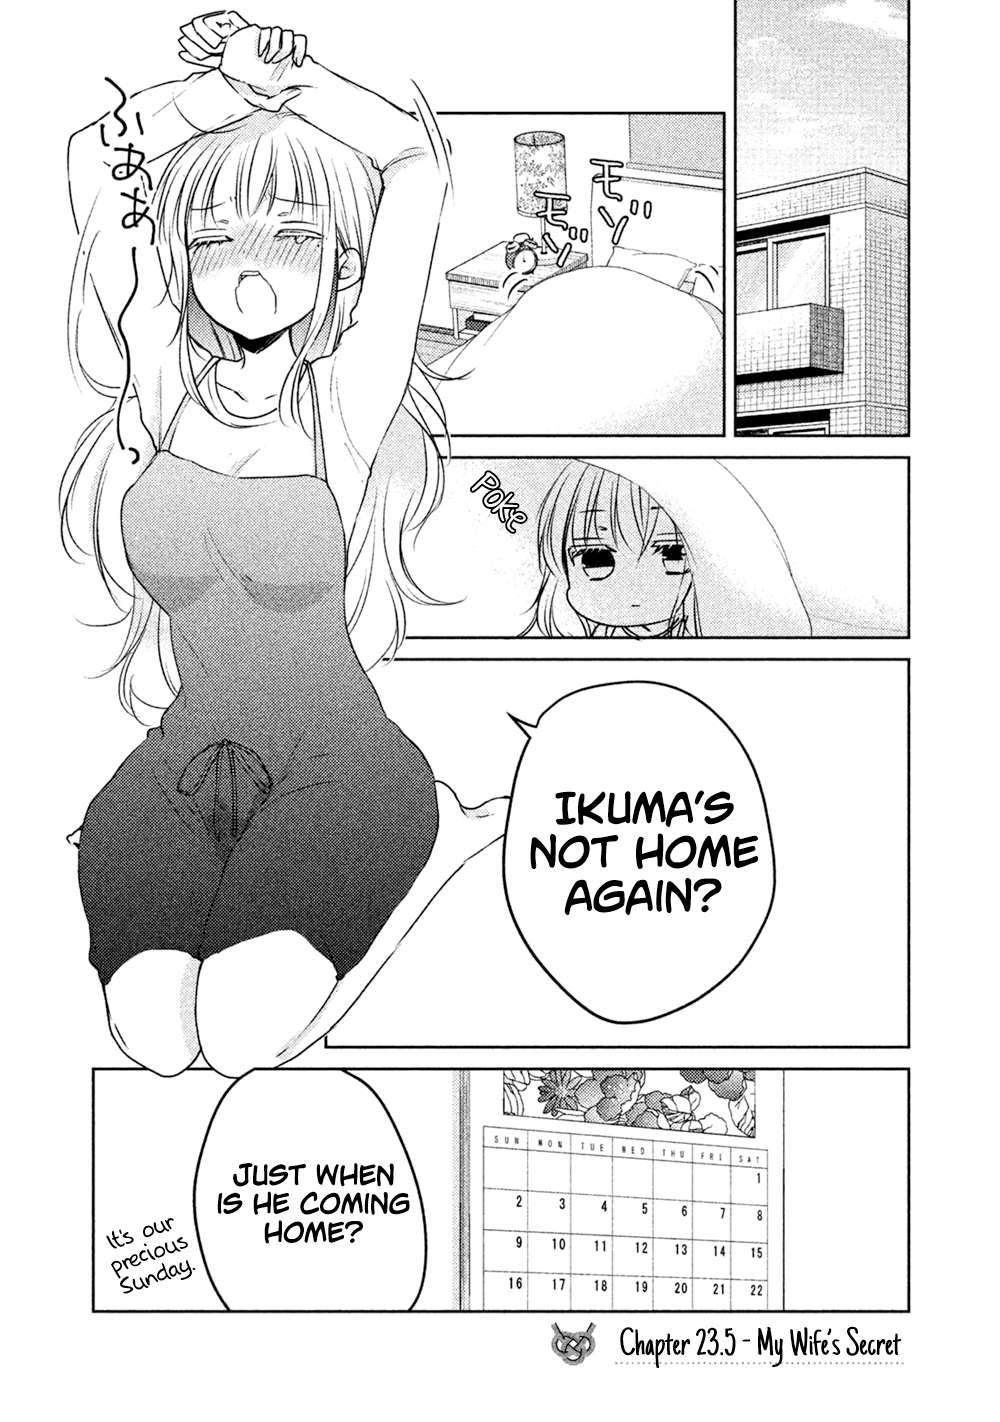 モゾ
モゾ
ふああ～～っ
Poke
IKUMA'S
NOT HOME
AGAIN?
SUN MON TUE WED THU FRI SAT
1
2 3 4 5 6 7 8
9 10 11 12 13 14 15
16 17 18 19 20 21 22
JUST WHEN
IS HE COMING
HOME?
It's our
precious
Sunday.
Chapter 23.5 - My Wife's Secret